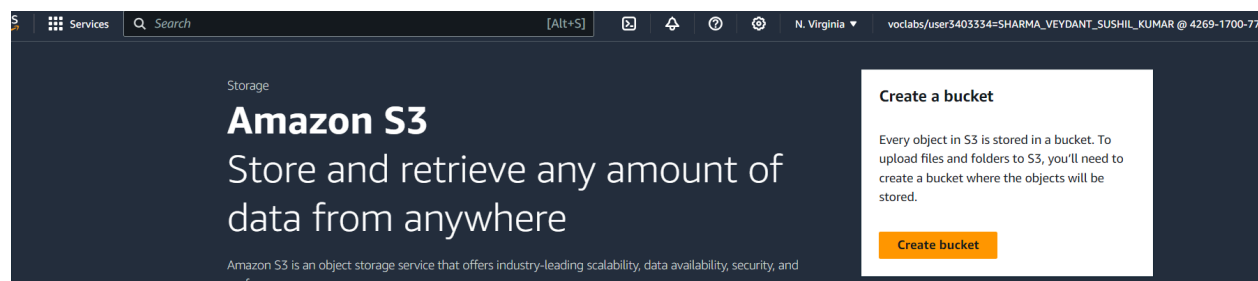 Services
Search
[Alt+S]
N. Virginia ▼
voclabs/user3403334=SHARMA_VEYDANT_SUSHIL_KUMAR @ 4269-1700-77
Storage
Amazon S3
Store and retrieve any amount of
data from anywhere
Amazon S3 is an object storage service that offers industry-leading scalability, data availability, security, and
Create a bucket
Every object in S3 is stored in a bucket. To
upload files and folders to S3, you'll need to
create a bucket where the objects will be
stored.
Create bucket